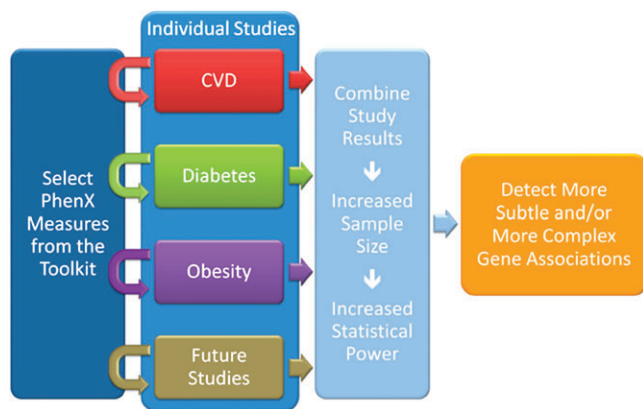 Individual Studies
Select
PhenX
Measures
from the
Toolkit
CVD
Diabetes
Obesity
Future
Studies
Combine
Study
Results
Increased
Sample
Size
Increased
Statistical
Power
Detect More
Subtle and/or
More Complex
Gene Associations